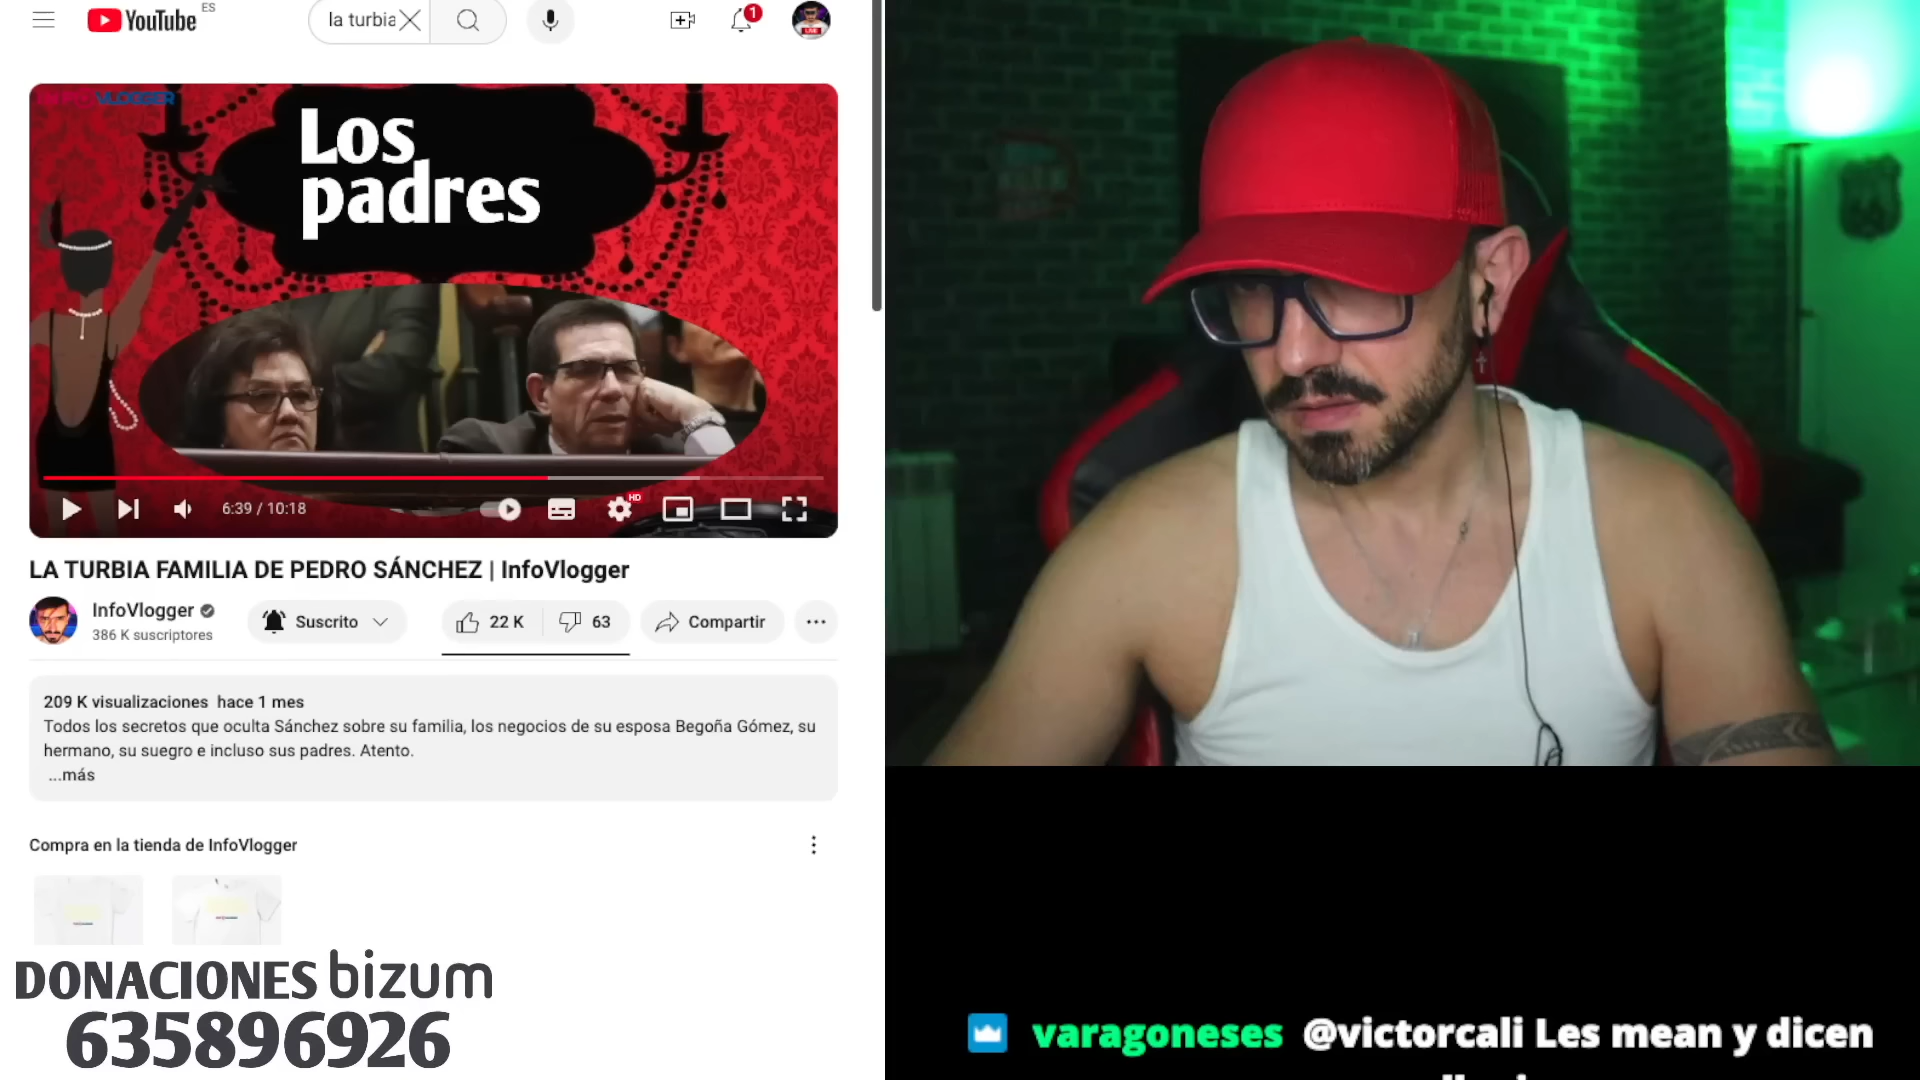 YouTube ES
la turbia
1
INFOVLOGGER
Los
padres
6:39 / 10:18
HD
LA TURBIA FAMILIA DE PEDRO SÁNCHEZ | InfoVlogger
InfoVlogger
386 K suscriptores
Suscrito
22 K
63
Compartir
209 K visualizaciones hace 1 mes
Todos los secretos que oculta Sánchez sobre su familia, los negocios de su esposa Begoña Gómez, su
hermano, su suegro e incluso sus padres. Atento.
...más
Compra en la tienda de InfoVlogger
DONACIONES bizum
635896926
varagoneses @victorcali Les mean y dicen